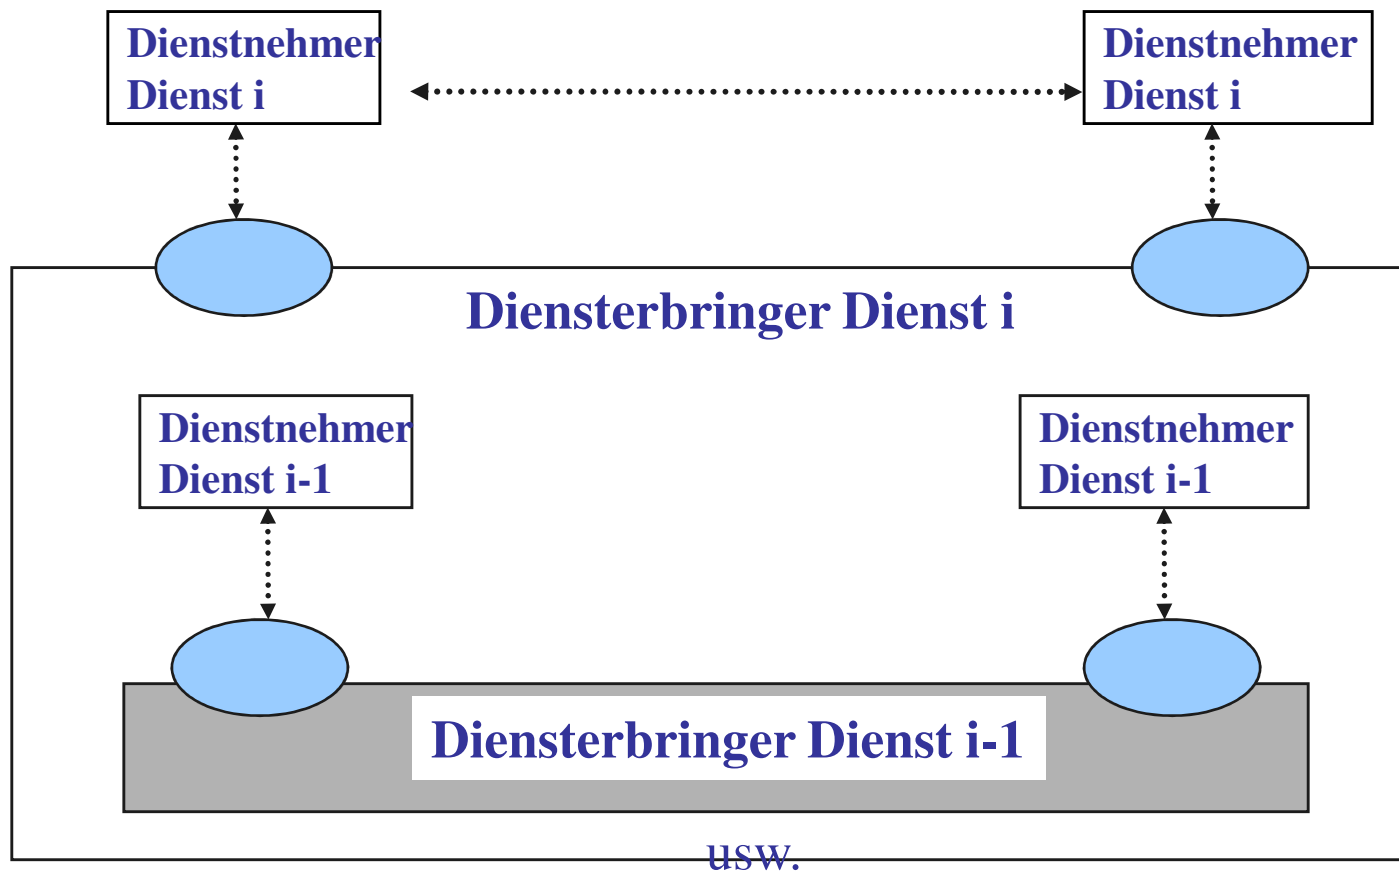 Dienstnehmer
Dienst i
Dienstnehmer
Dienst i
Diensterbringer Dienst i
Dienstnehmer
Dienst i-1
Dienstnehmer
Dienst i-1
Diensterbringer Dienst i-1
usw.